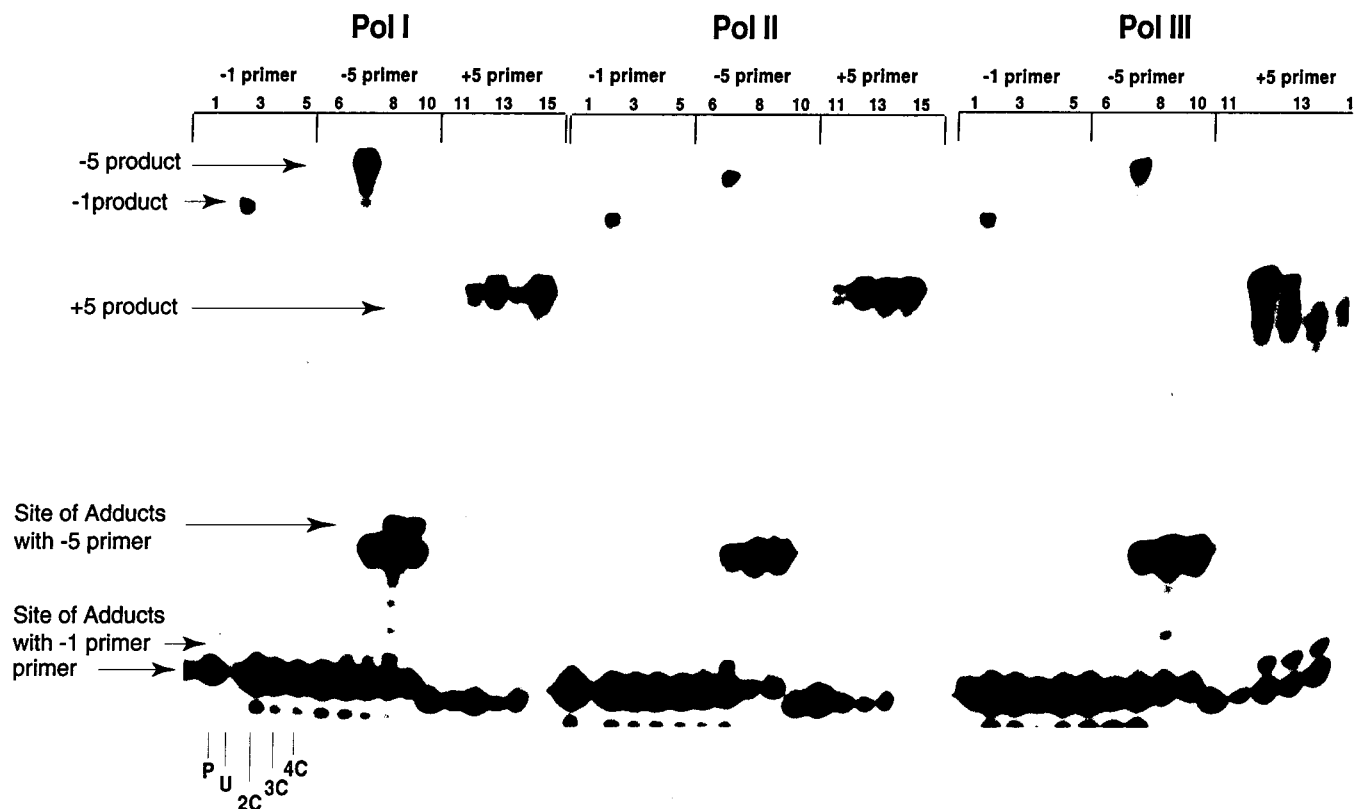 Pol I Pol II Pol III
-1 primer -5 primer +5 primer -1 primer -5 primer +5 primer -1 primer -5 primer +5 primer
1 3 5 6 8 10 11 13 15 1 3 5 6 8 10 11 13 15 1 3 5 6 8 10 11 13 1
-5 product
-1product
+5 product
Site of Adducts
with -5 primer
Site of Adducts
with -1 primer
primer
P U 2C 3C 4C